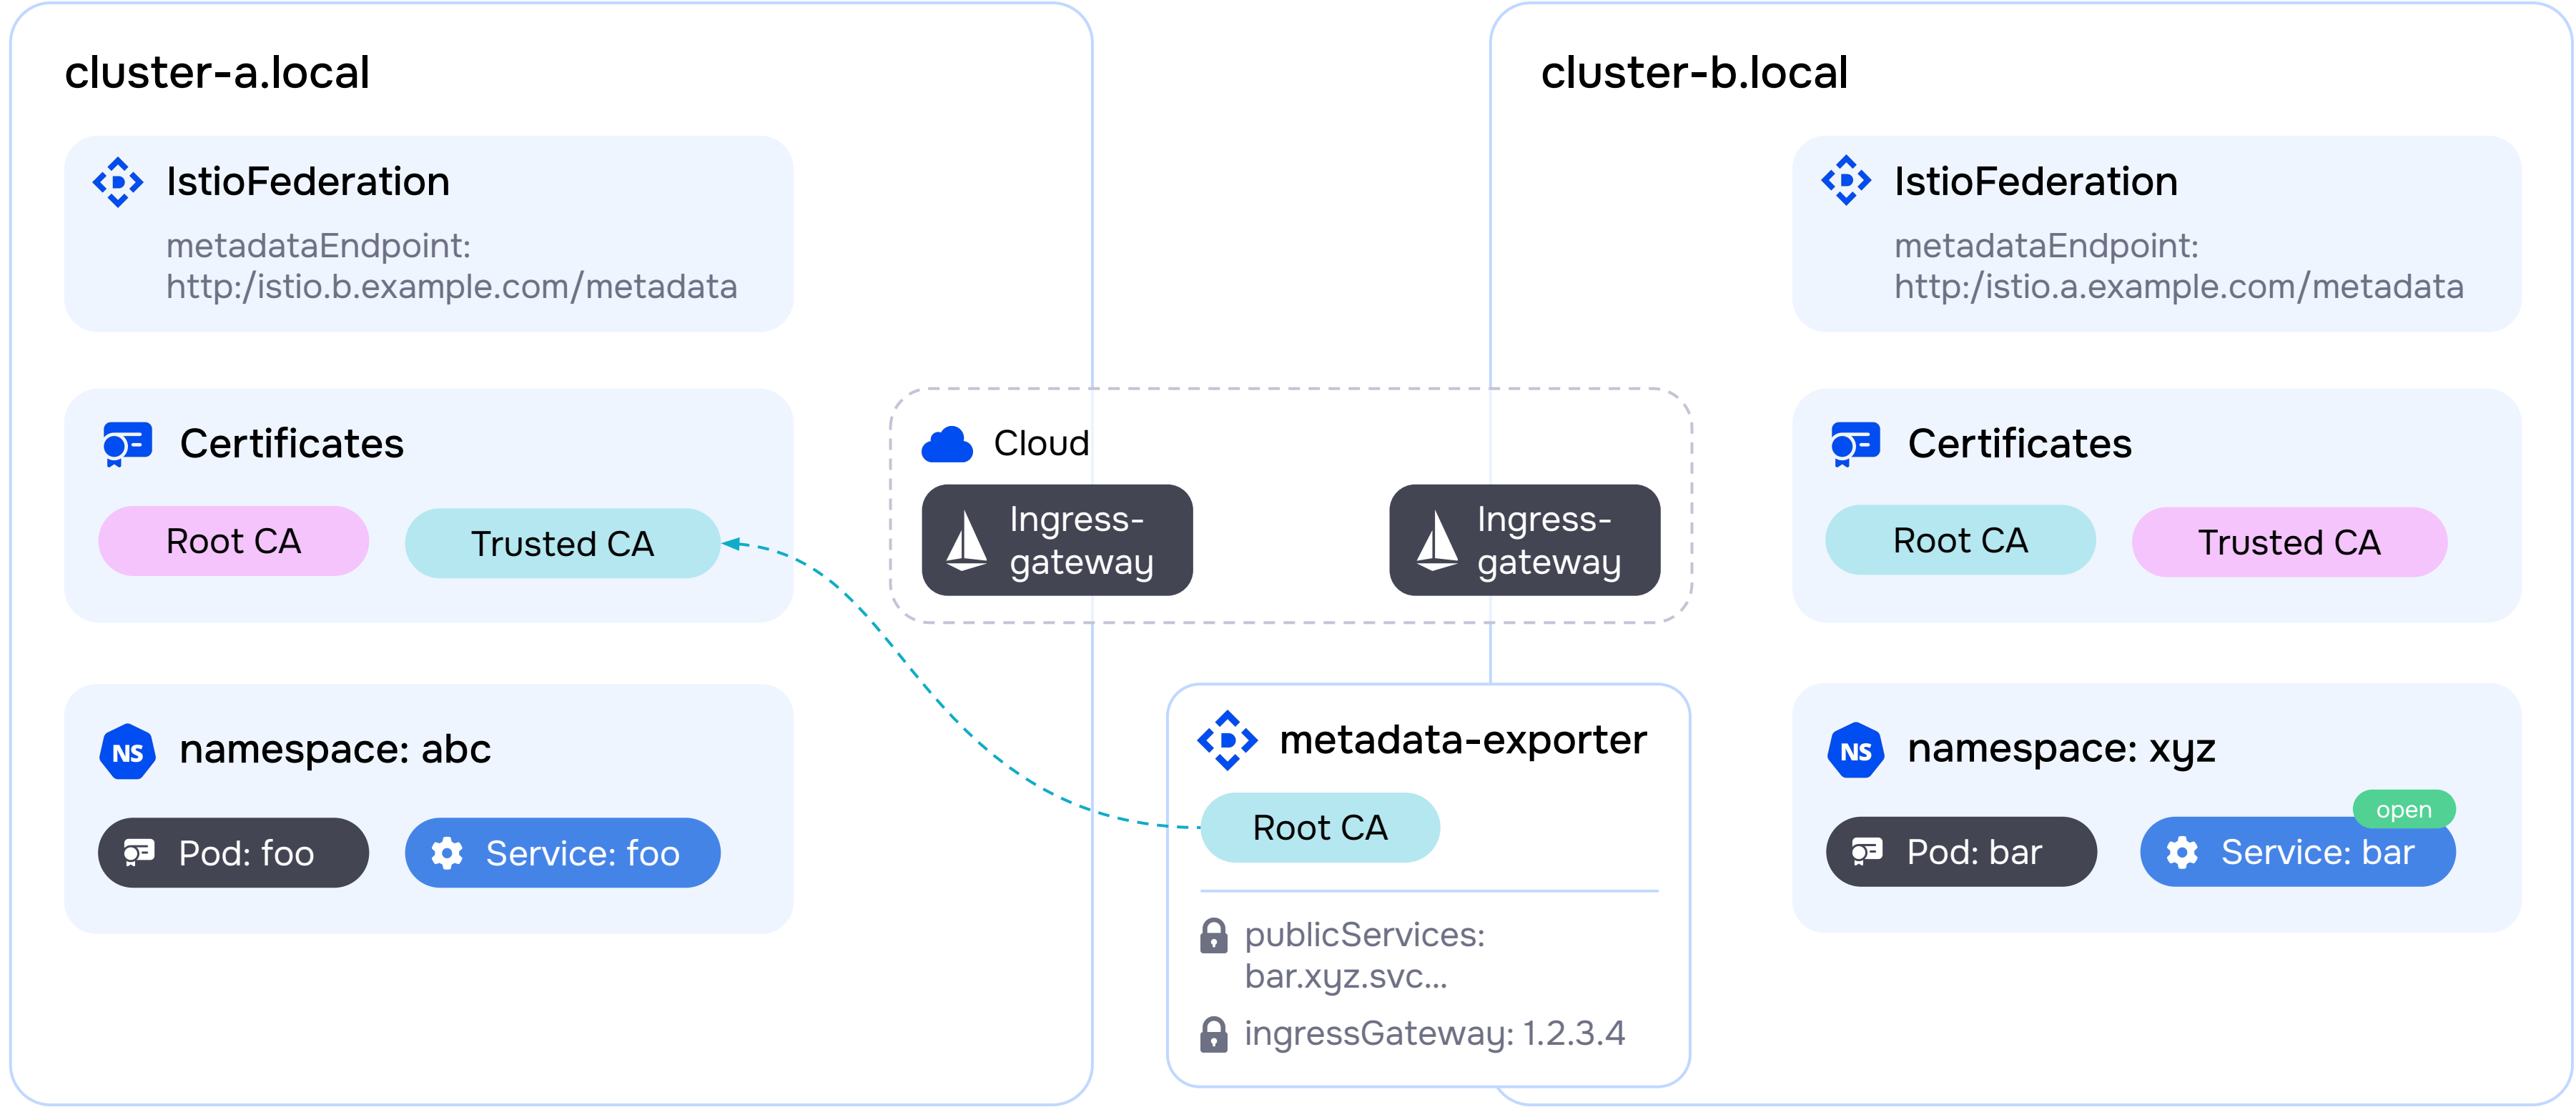 cluster-a.local
IstioFederation
metadataEndpoint:
http:/istio.b.example.com/metadata
Certificates
Root CA
Trusted CA
NS
namespace: abc
Pod: foo
Service: foo
Cloud
Ingress-
gateway
Ingress-
gateway
metadata-exporter
Root CA
publicServices:
bar.xyz.svc...
ingressGateway: 1.2.3.4
cluster-b.local
IstioFederation
metadataEndpoint:
http:/istio.a.example.com/metadata
Certificates
Root CA
Trusted CA
NS
namespace: xyz
open
Pod: bar
Service: bar